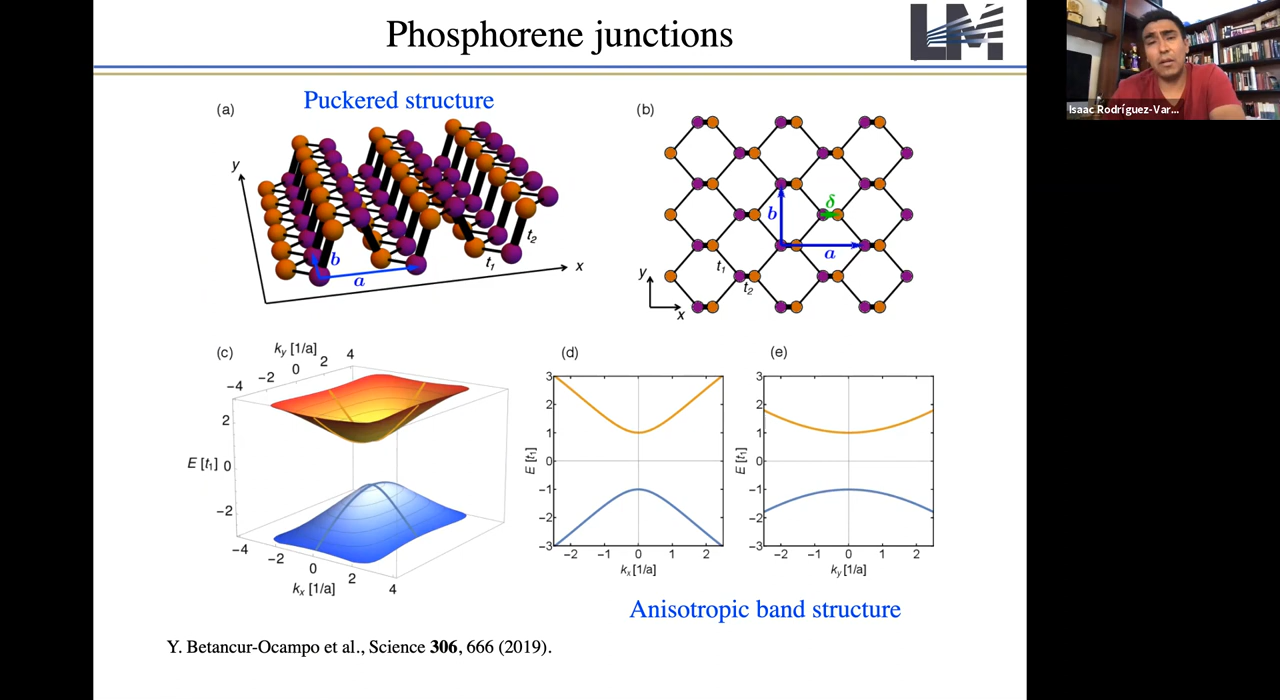 Phosphorene junctions
LM
Isaac Rodríguez-Var...
Puckered structure
(a)
y
x
b
a
t₁
t₂
(b)
δ
b
a
t₁
t₂
y
x
(c)
k_y [1/a]
−4 −2 0 2 4
2
E [t₁] 0
−2
−4 −2 0 2 4
k_x [1/a]
(d)
3
2
1
E [t₁] 0
−1
−2
−3
−2 −1 0 1 2
k_x [1/a]
(e)
3
2
1
E [t₁] 0
−1
−2
−3
−2 −1 0 1 2
k_y [1/a]
Anisotropic band structure
Y. Betancur-Ocampo et al., Science 306, 666 (2019).